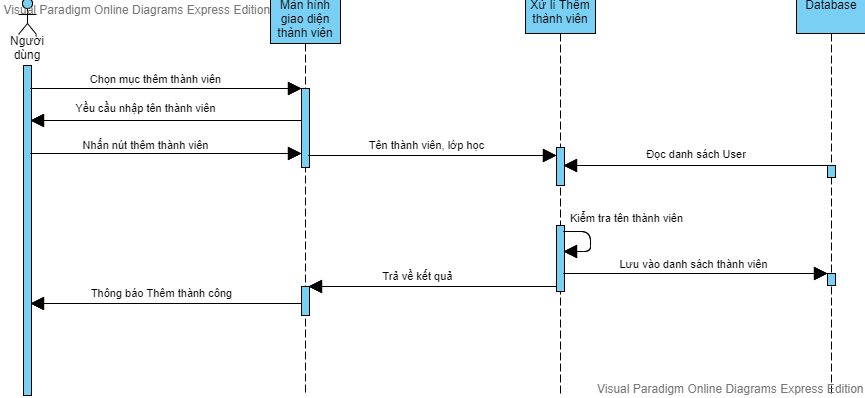 Visual Paradigm Online Diagrams Express Edition
Người
dùng
Màn hình
giao diện
thành viên
Xử lí Thêm
thành viên
Database
Chọn mục thêm thành viên
Yều cầu nhập tên thành viên
Nhấn nút thêm thành viên
Tên thành viên, lớp học
Đọc danh sách User
Kiểm tra tên thành viên
Lưu vào danh sách thành viên
Trả về kết quả
Thông báo Thêm thành công
Visual Paradigm Online Diagrams Express Edition